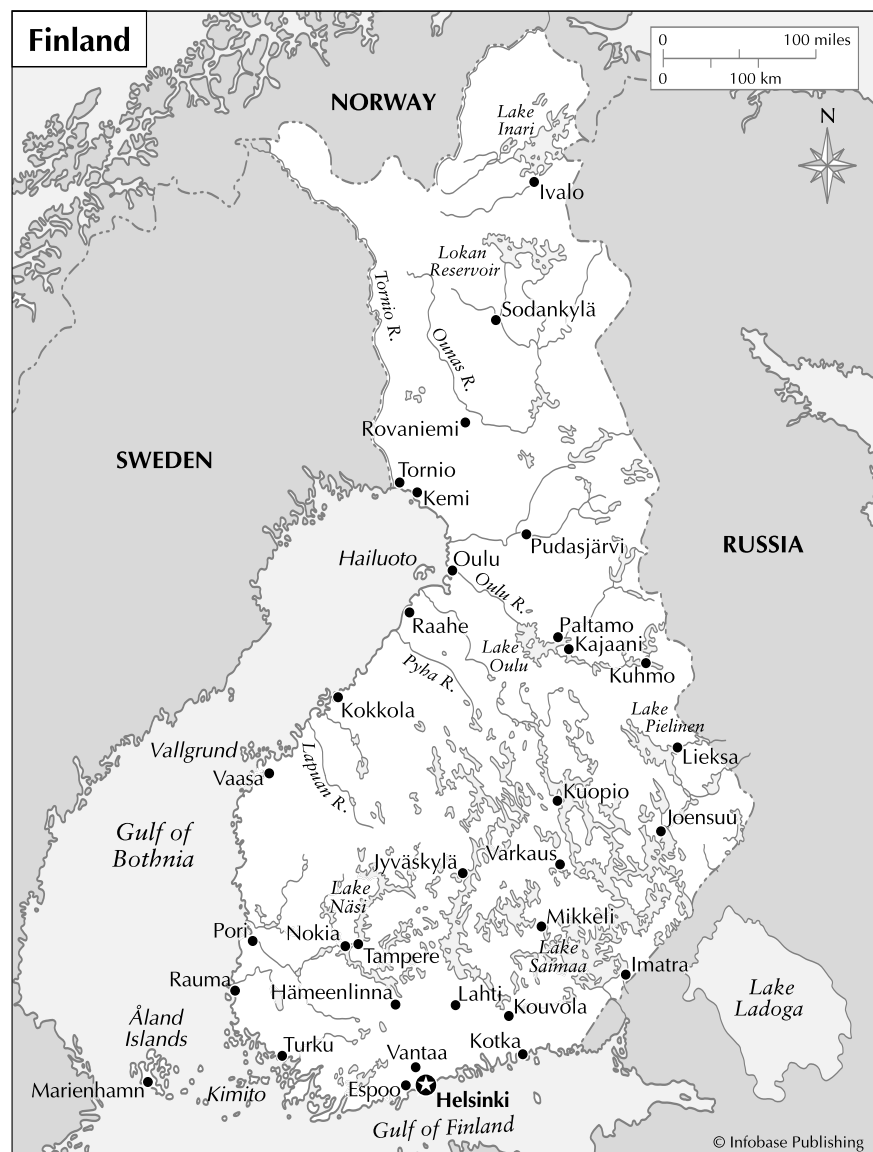 Finland
0 100 miles
0 100 km
N
NORWAY
Lake
Inari
Ivalo
Lokan
Reservoir
Tornio R.
Sodankylä
Ounas R.
Rovaniemi
SWEDEN
Tornio
Kemi
RUSSIA
Pudasjärvi
Hailuoto
Oulu
Oulu R.
Raahe
Paltamo
Lake
Oulu
Kajaani
Kuhmo
Pyha R.
Kokkola
Lake
Pielinen
Vallgrund
Lapuan R.
Lieksa
Vaasa
Kuopio
Gulf of
Bothnia
Joensuu
Jyväskylä
Varkaus
Lake
Näsi
Mikkeli
Pori
Nokia
Tampere
Lake
Saimaa
Imatra
Rauma
Hämeenlinna
Lahti
Kouvola
Lake
Ladoga
Åland
Islands
Turku
Vantaa
Kotka
Marienhamn
Kimito
Espoo
Helsinki
Gulf of Finland
© Infobase Publishing